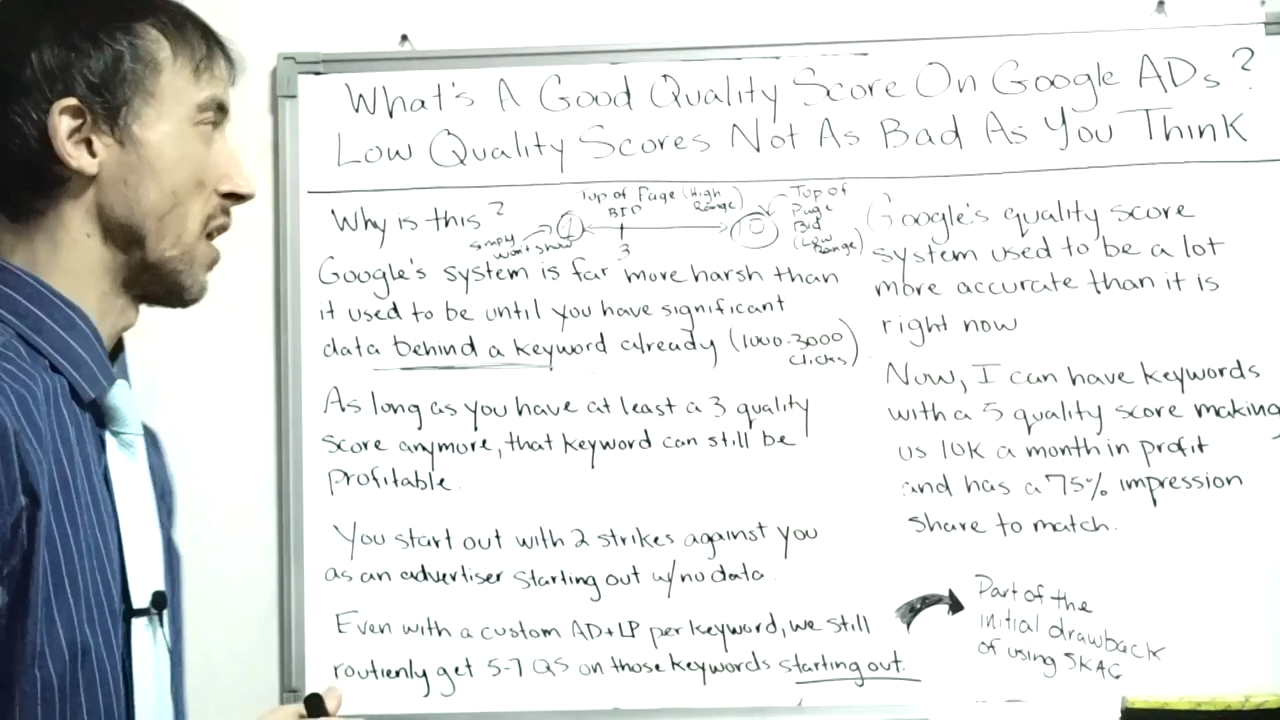 What's A Good Quality Score On Google ADs?
Low Quality Scores Not As Bad As You Think
Why is this?
Simply
won't show
1
Top of Page (High
Range)
BID
3
10
Top of
Page
Bid
(Low
Range)
Google's system is far more harsh than
it used to be until you have significant
data behind a keyword already (1000-3000
clicks)
As long as you have at least a 3 quality
score anymore, that keyword can still be
profitable.
You start out with 2 strikes against you
as an advertiser starting out w/no data.
Even with a custom AD+LP per keyword, we still
routienly get 5-7 QS on those keywords starting out.
Google's quality score
system used to be a lot
more accurate than it is
right now
Now, I can have keywords
with a 5 quality score making
us 10K a month in profit
and has a 75% impression
share to match.
Part of the
initial drawback
of using SKAG